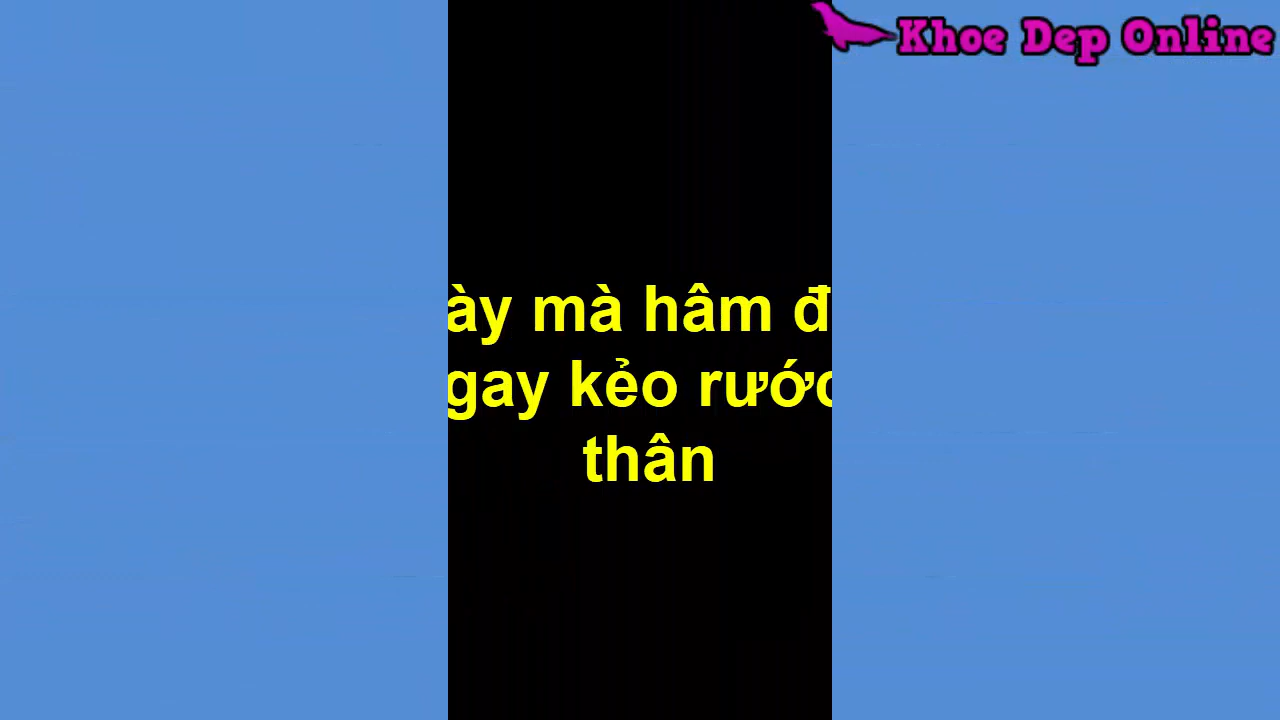 Khoe Dep Online
ày mà hâm đ
gay kẻo rước
thân